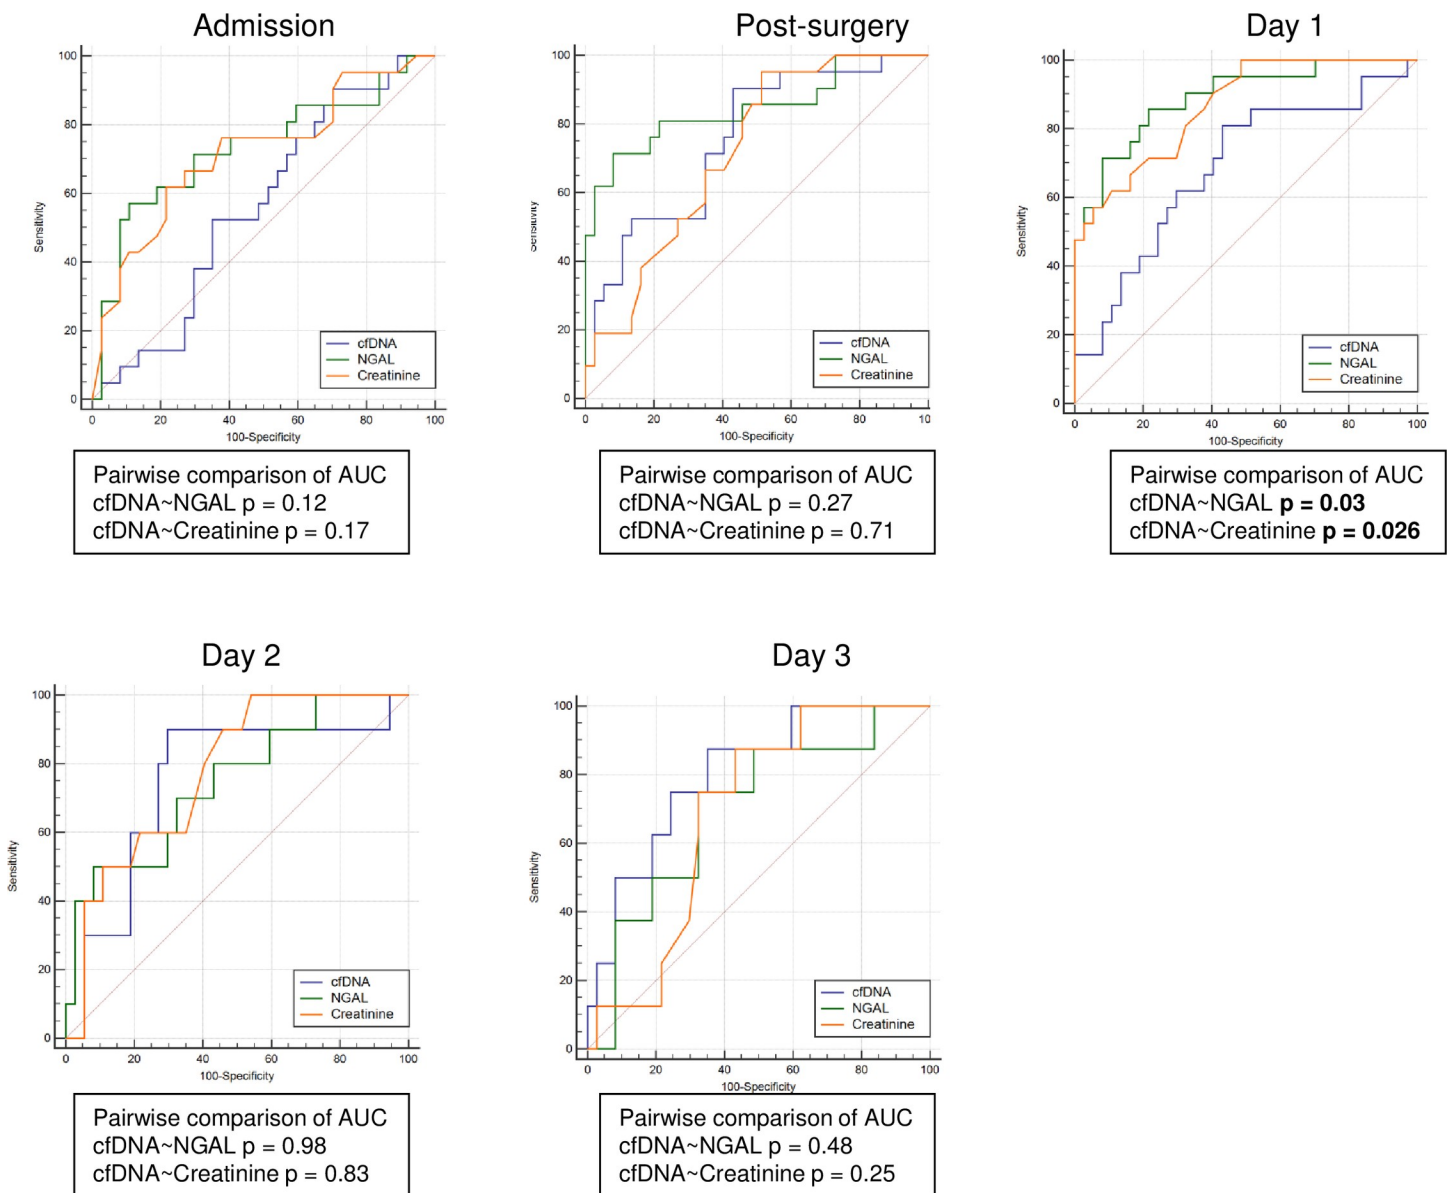 Admission
100
80
60
40
20
0
Sensitivity
cfDNA
NGAL
Creatinine
0 20 40 60 80 100
100-Specificity
Pairwise comparison of AUC
cfDNA~NGAL p = 0.12
cfDNA~Creatinine p = 0.17
Post-surgery
100
80
60
40
20
0
Sensitivity
cfDNA
NGAL
Creatinine
0 20 40 60 80 100
100-Specificity
Pairwise comparison of AUC
cfDNA~NGAL p = 0.27
cfDNA~Creatinine p = 0.71
Day 1
100
80
60
40
20
0
Sensitivity
cfDNA
NGAL
Creatinine
0 20 40 60 80 100
100-Specificity
Pairwise comparison of AUC
cfDNA~NGAL p = 0.03
cfDNA~Creatinine p = 0.026
Day 2
100
80
60
40
20
0
Sensitivity
cfDNA
NGAL
Creatinine
0 20 40 60 80 100
100-Specificity
Pairwise comparison of AUC
cfDNA~NGAL p = 0.98
cfDNA~Creatinine p = 0.83
Day 3
100
80
60
40
20
0
Sensitivity
cfDNA
NGAL
Creatinine
0 20 40 60 80 100
100-Specificity
Pairwise comparison of AUC
cfDNA~NGAL p = 0.48
cfDNA~Creatinine p = 0.25